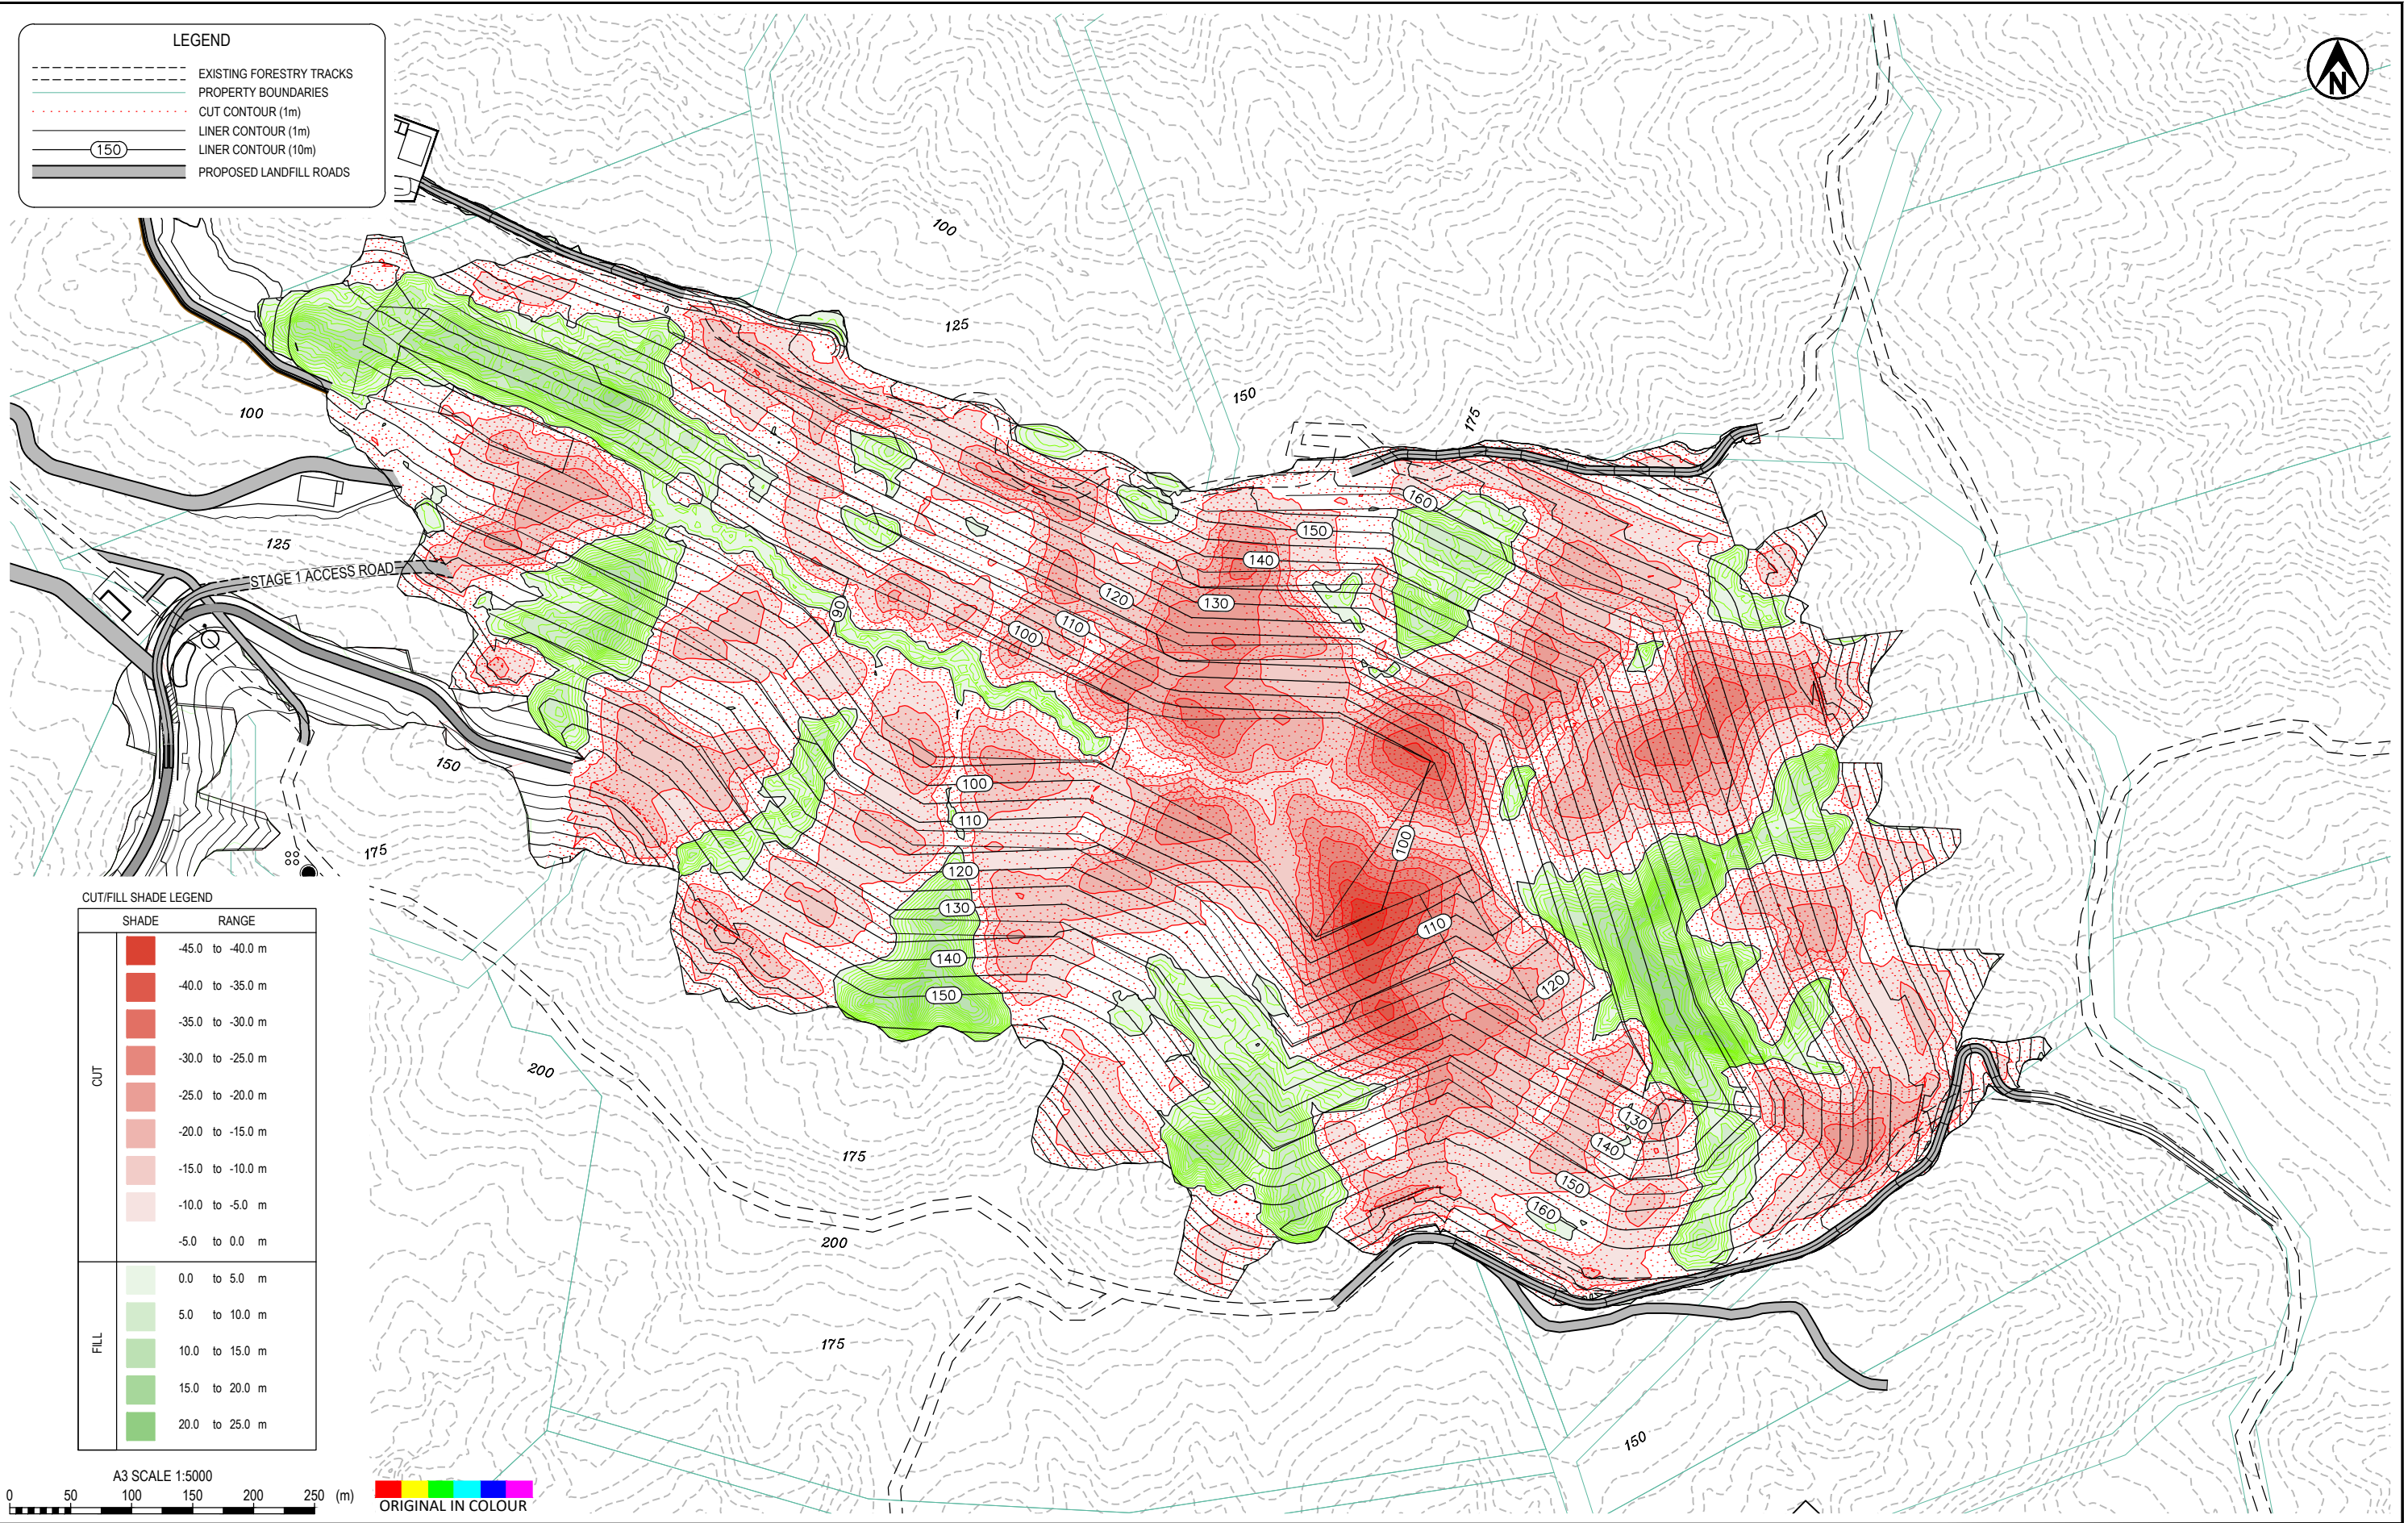 LEGEND
EXISTING FORESTRY TRACKS
PROPERTY BOUNDARIES
CUT CONTOUR (1m)
LINER CONTOUR (1m)
150 LINER CONTOUR (10m)
PROPOSED LANDFILL ROADS
N
100
125
150
175
100
125
STAGE 1 ACCESS ROAD
150
175
160
150
140
130
120
110
100
90
100
110
120
130
140
150
100
110
120
130
140
150
160
200
175
200
175
150
CUT/FILL SHADE LEGEND
SHADE RANGE
CUT
-45.0 to -40.0 m
-40.0 to -35.0 m
-35.0 to -30.0 m
-30.0 to -25.0 m
-25.0 to -20.0 m
-20.0 to -15.0 m
-15.0 to -10.0 m
-10.0 to -5.0 m
-5.0 to 0.0 m
FILL
0.0 to 5.0 m
5.0 to 10.0 m
10.0 to 15.0 m
15.0 to 20.0 m
20.0 to 25.0 m
A3 SCALE 1:5000
0 50 100 150 200 250 (m)
ORIGINAL IN COLOUR